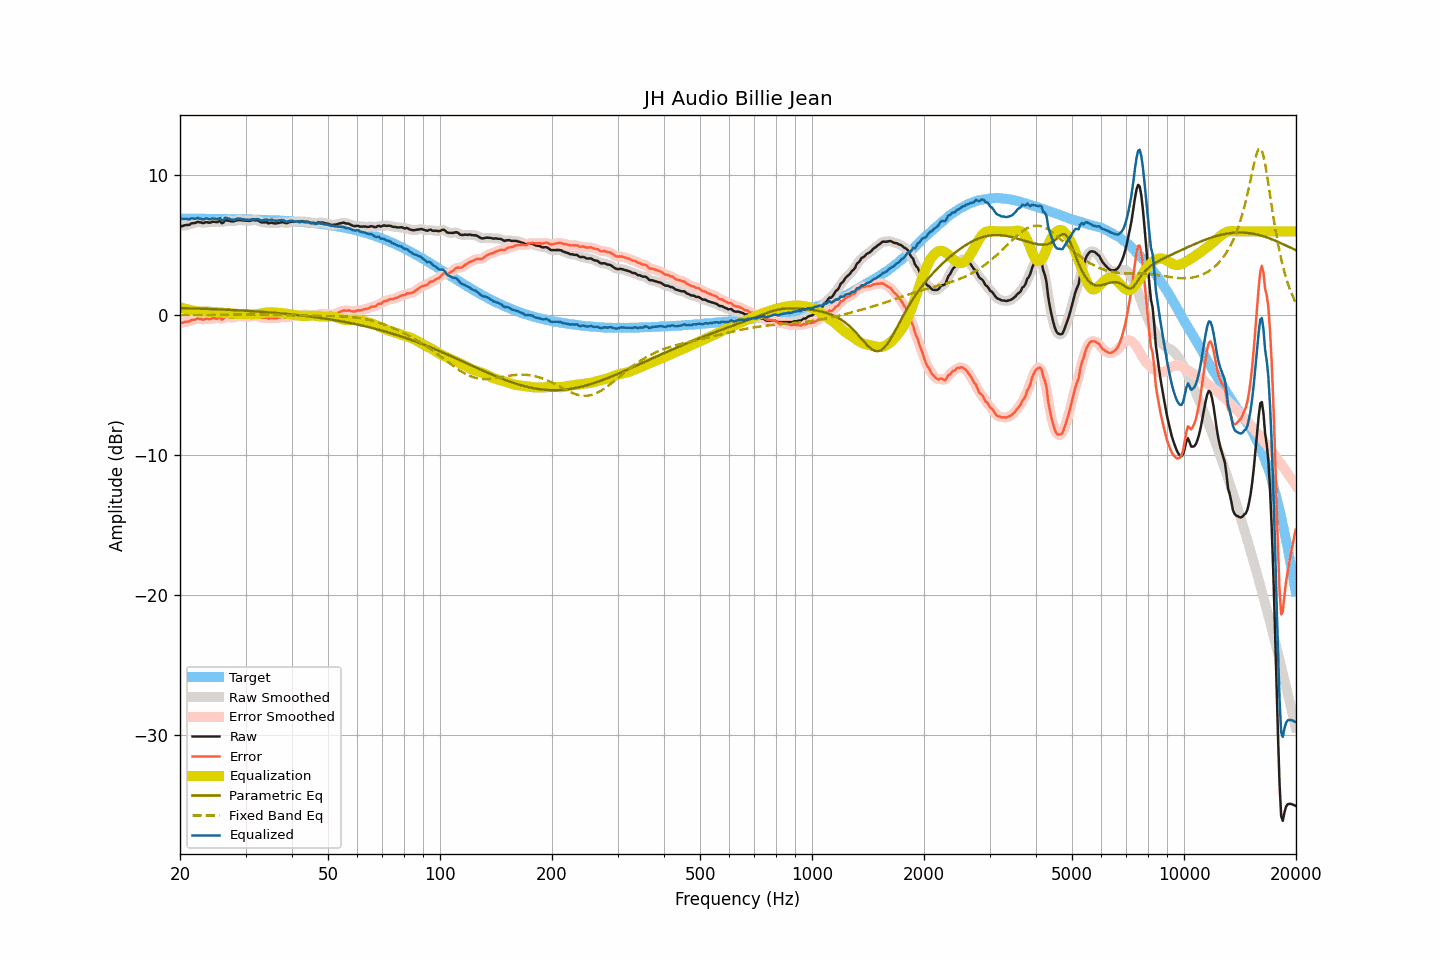 JH Audio Billie Jean
Amplitude (dBr)
10
0
−10
−20
−30
Target
Raw Smoothed
Error Smoothed
Raw
Error
Equalization
Parametric Eq
Fixed Band Eq
Equalized
20 50 100 200 500 1000 2000 5000 10000 20000
Frequency (Hz)